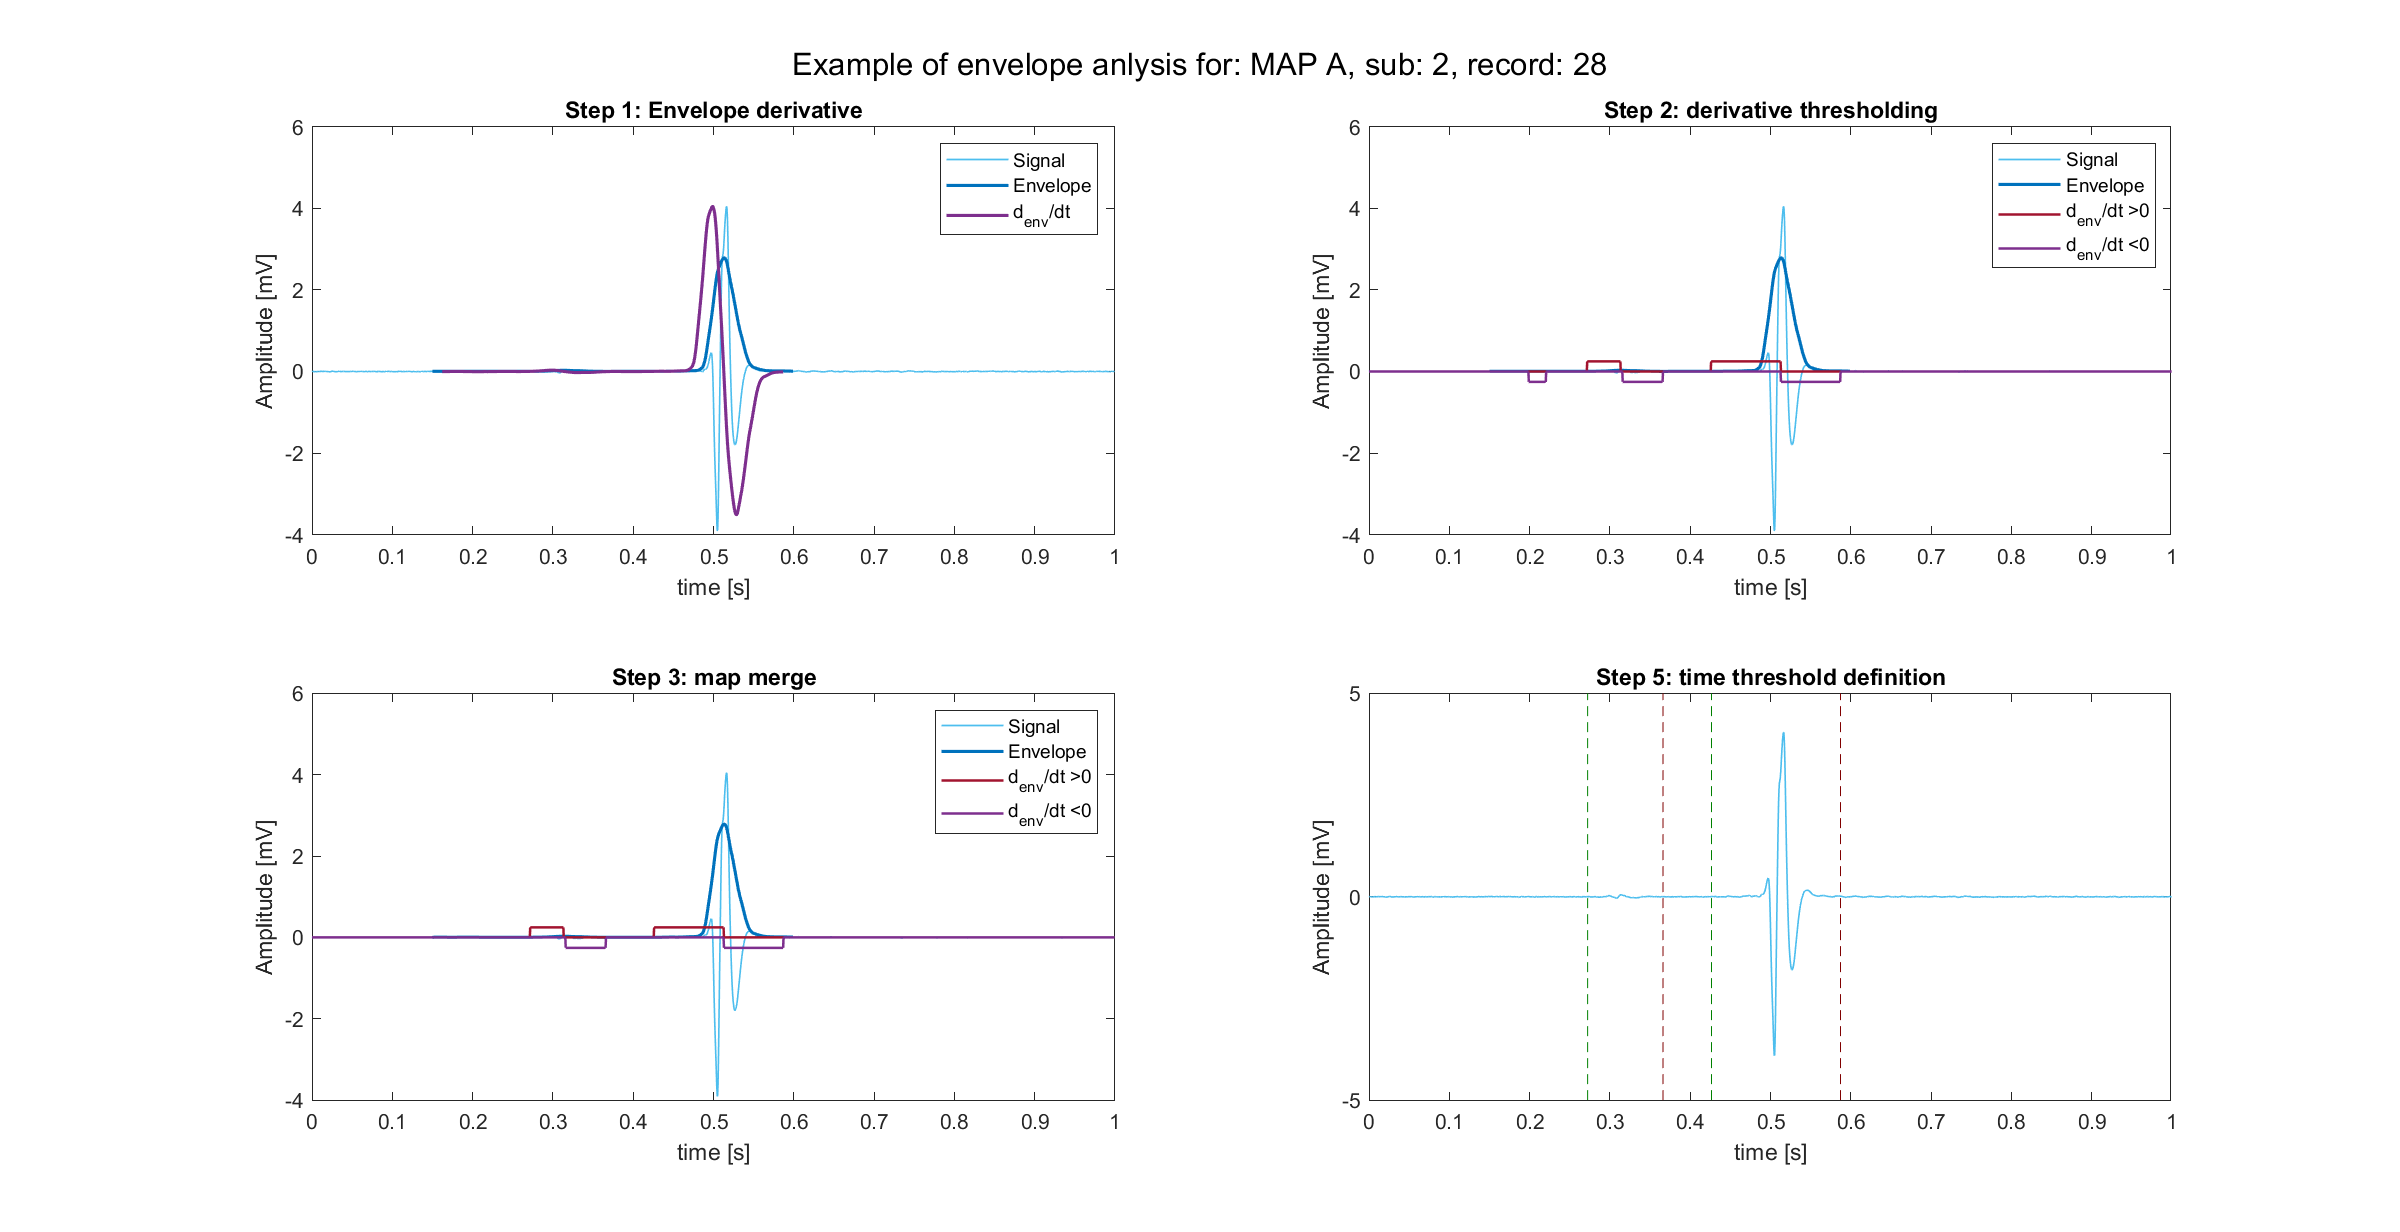 Example of envelope anlysis for: MAP A, sub: 2, record: 28
Step 1: Envelope derivative
6
4
2
0
-2
-4
Amplitude [mV]
0 0.1 0.2 0.3 0.4 0.5 0.6 0.7 0.8 0.9 1
time [s]
Signal
Envelope
d_env/dt
Step 2: derivative thresholding
6
4
2
0
-2
-4
Amplitude [mV]
0 0.1 0.2 0.3 0.4 0.5 0.6 0.7 0.8 0.9 1
time [s]
Signal
Envelope
d_env/dt >0
d_env/dt <0
Step 3: map merge
6
4
2
0
-2
-4
Amplitude [mV]
0 0.1 0.2 0.3 0.4 0.5 0.6 0.7 0.8 0.9 1
time [s]
Signal
Envelope
d_env/dt >0
d_env/dt <0
Step 5: time threshold definition
5
0
-5
Amplitude [mV]
0 0.1 0.2 0.3 0.4 0.5 0.6 0.7 0.8 0.9 1
time [s]